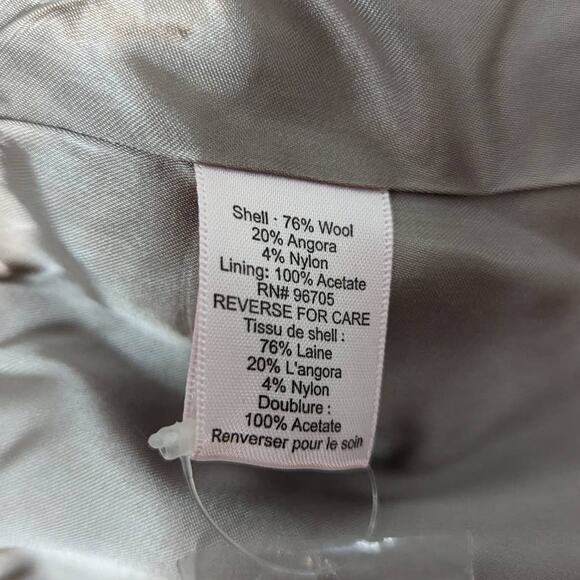 Shell · 76% Wool
20% Angora
4% Nylon
Lining: 100% Acetate
RN# 96705
REVERSE FOR CARE
Tissu de shell :
76% Laine
20% L'angora
4% Nylon
Doublure :
100% Acetate
Renverser pour le soin